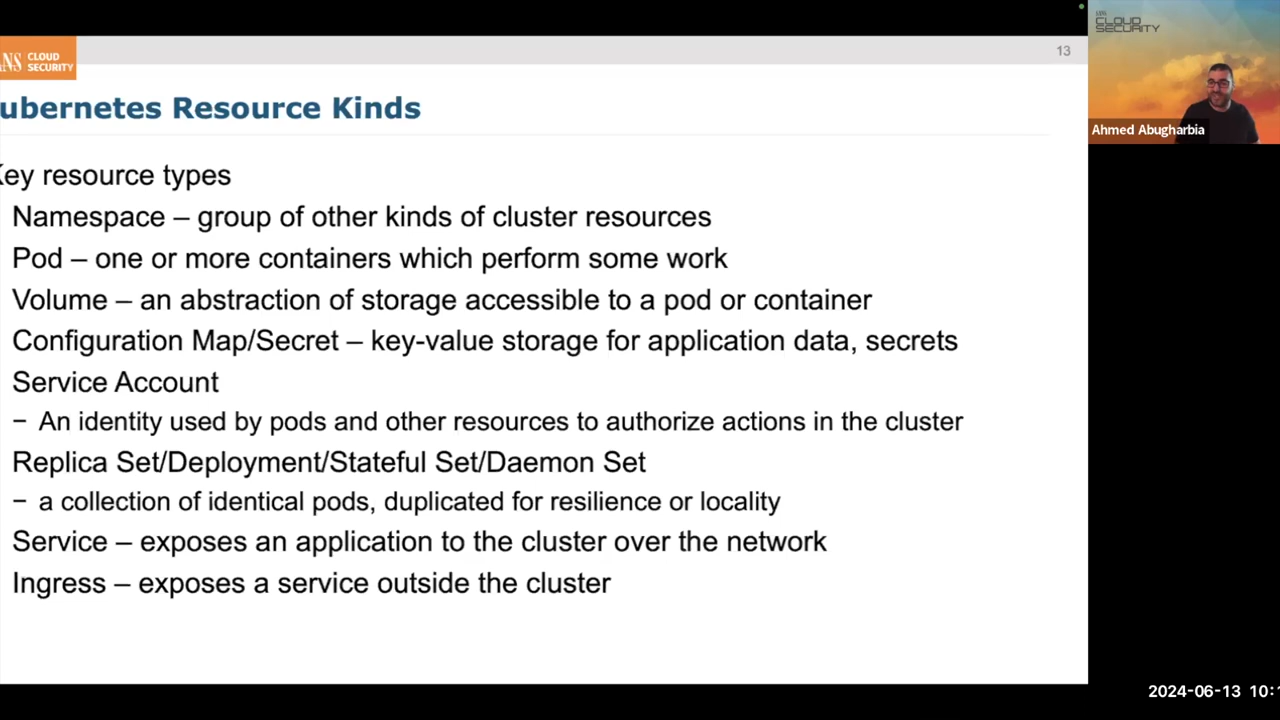 NS | CLOUD SECURITY
13
ubernetes Resource Kinds
Key resource types
Namespace – group of other kinds of cluster resources
Pod – one or more containers which perform some work
Volume – an abstraction of storage accessible to a pod or container
Configuration Map/Secret – key-value storage for application data, secrets
Service Account
− An identity used by pods and other resources to authorize actions in the cluster
Replica Set/Deployment/Stateful Set/Daemon Set
− a collection of identical pods, duplicated for resilience or locality
Service – exposes an application to the cluster over the network
Ingress – exposes a service outside the cluster
CLOUD
SECURITY
Ahmed Abugharbia
2024-06-13 10:1